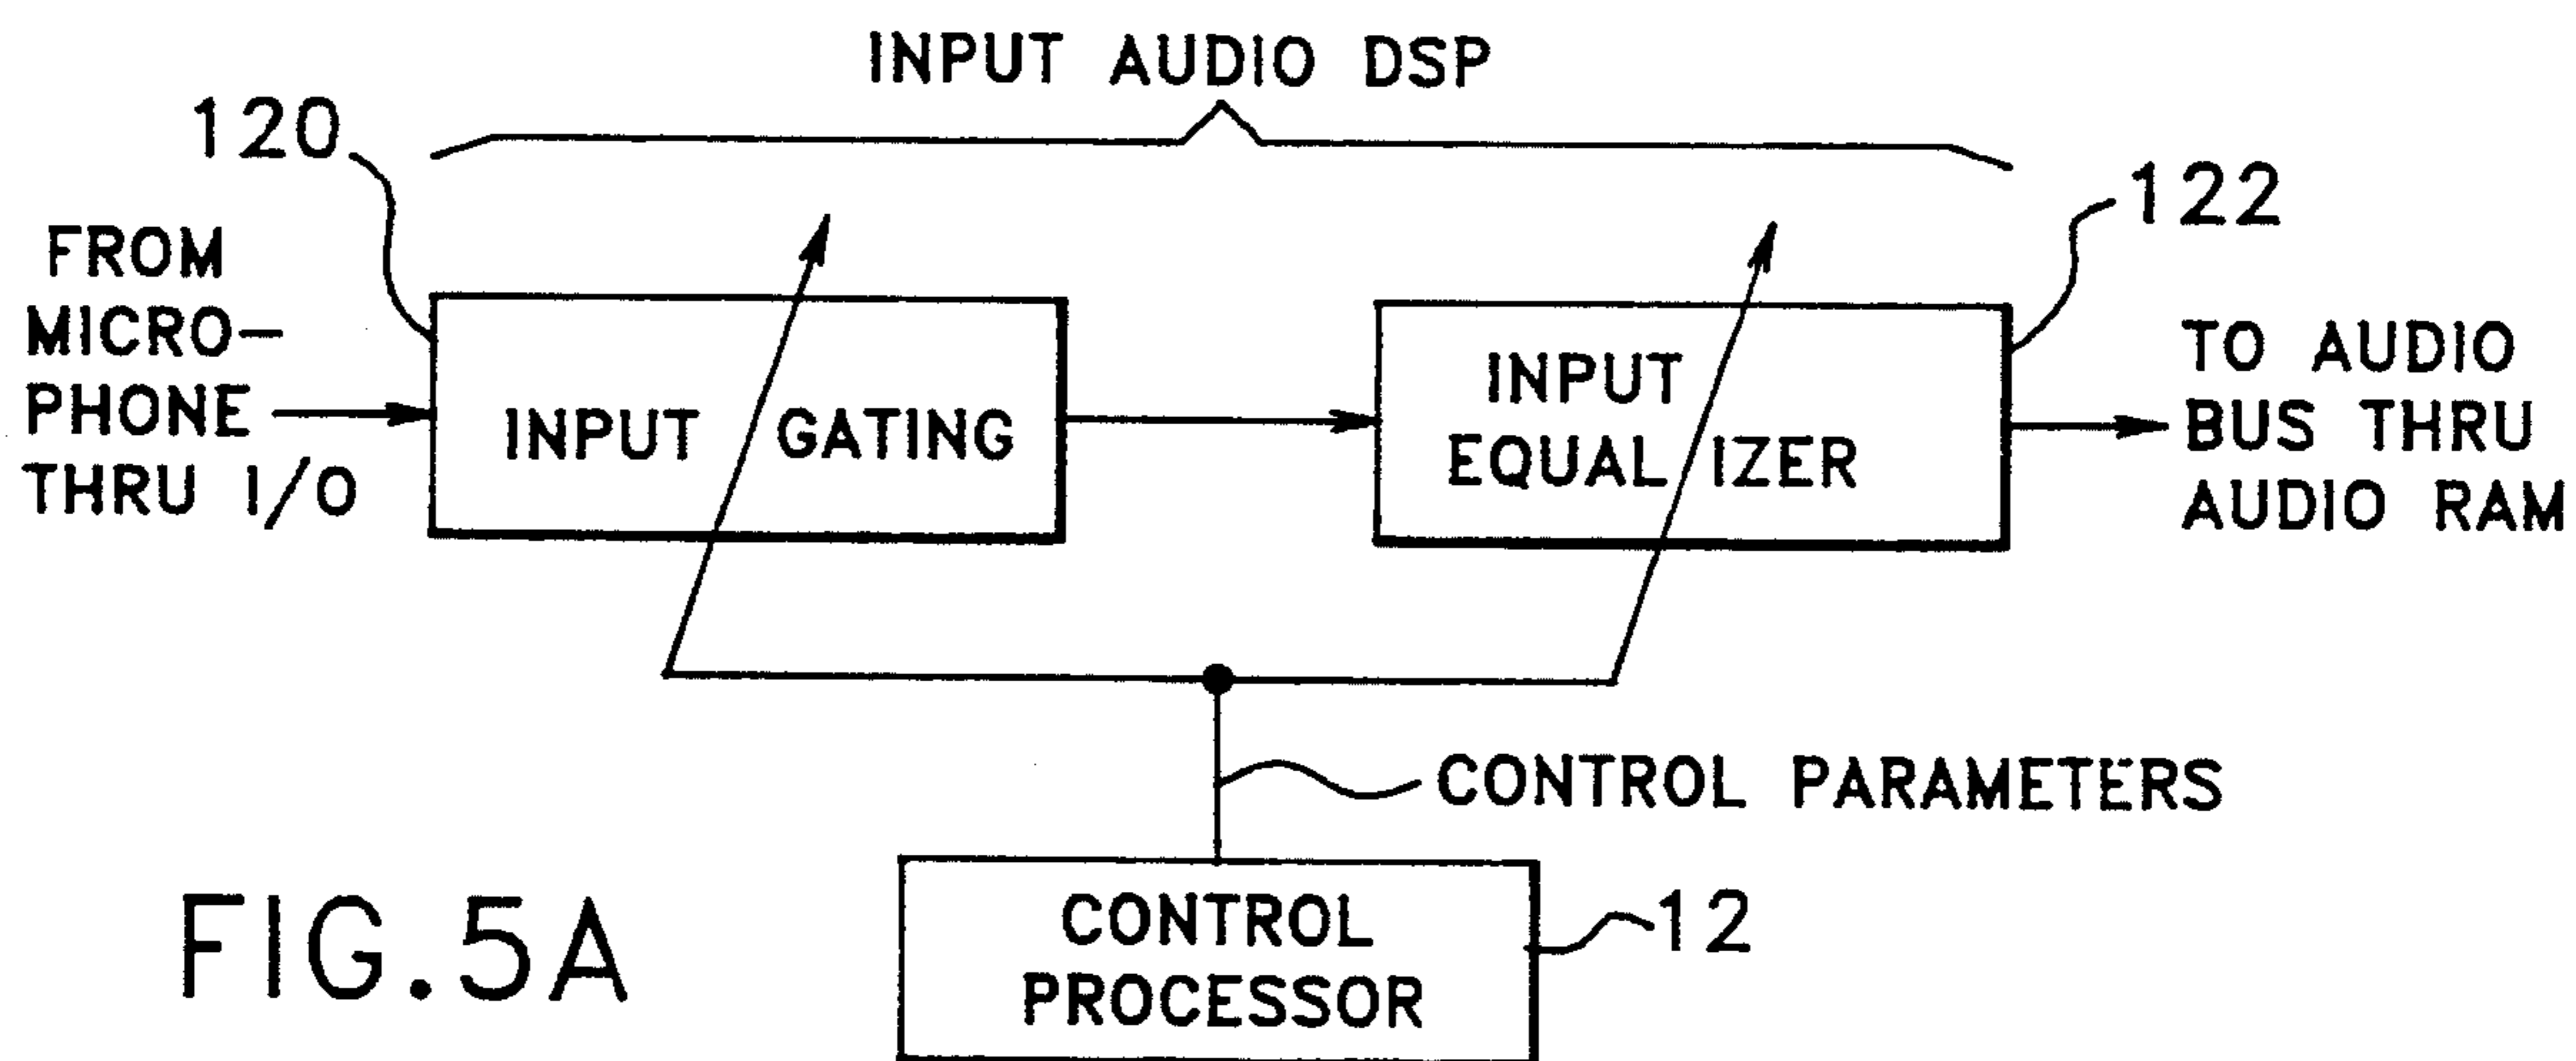 INPUT AUDIO DSP
120
122
FROM
MICRO-
PHONE
THRU I/O
INPUT GATING
INPUT
EQUALIZER
TO AUDIO
BUS THRU
AUDIO RAM
CONTROL PARAMETERS
CONTROL
PROCESSOR
12
FIG.5A